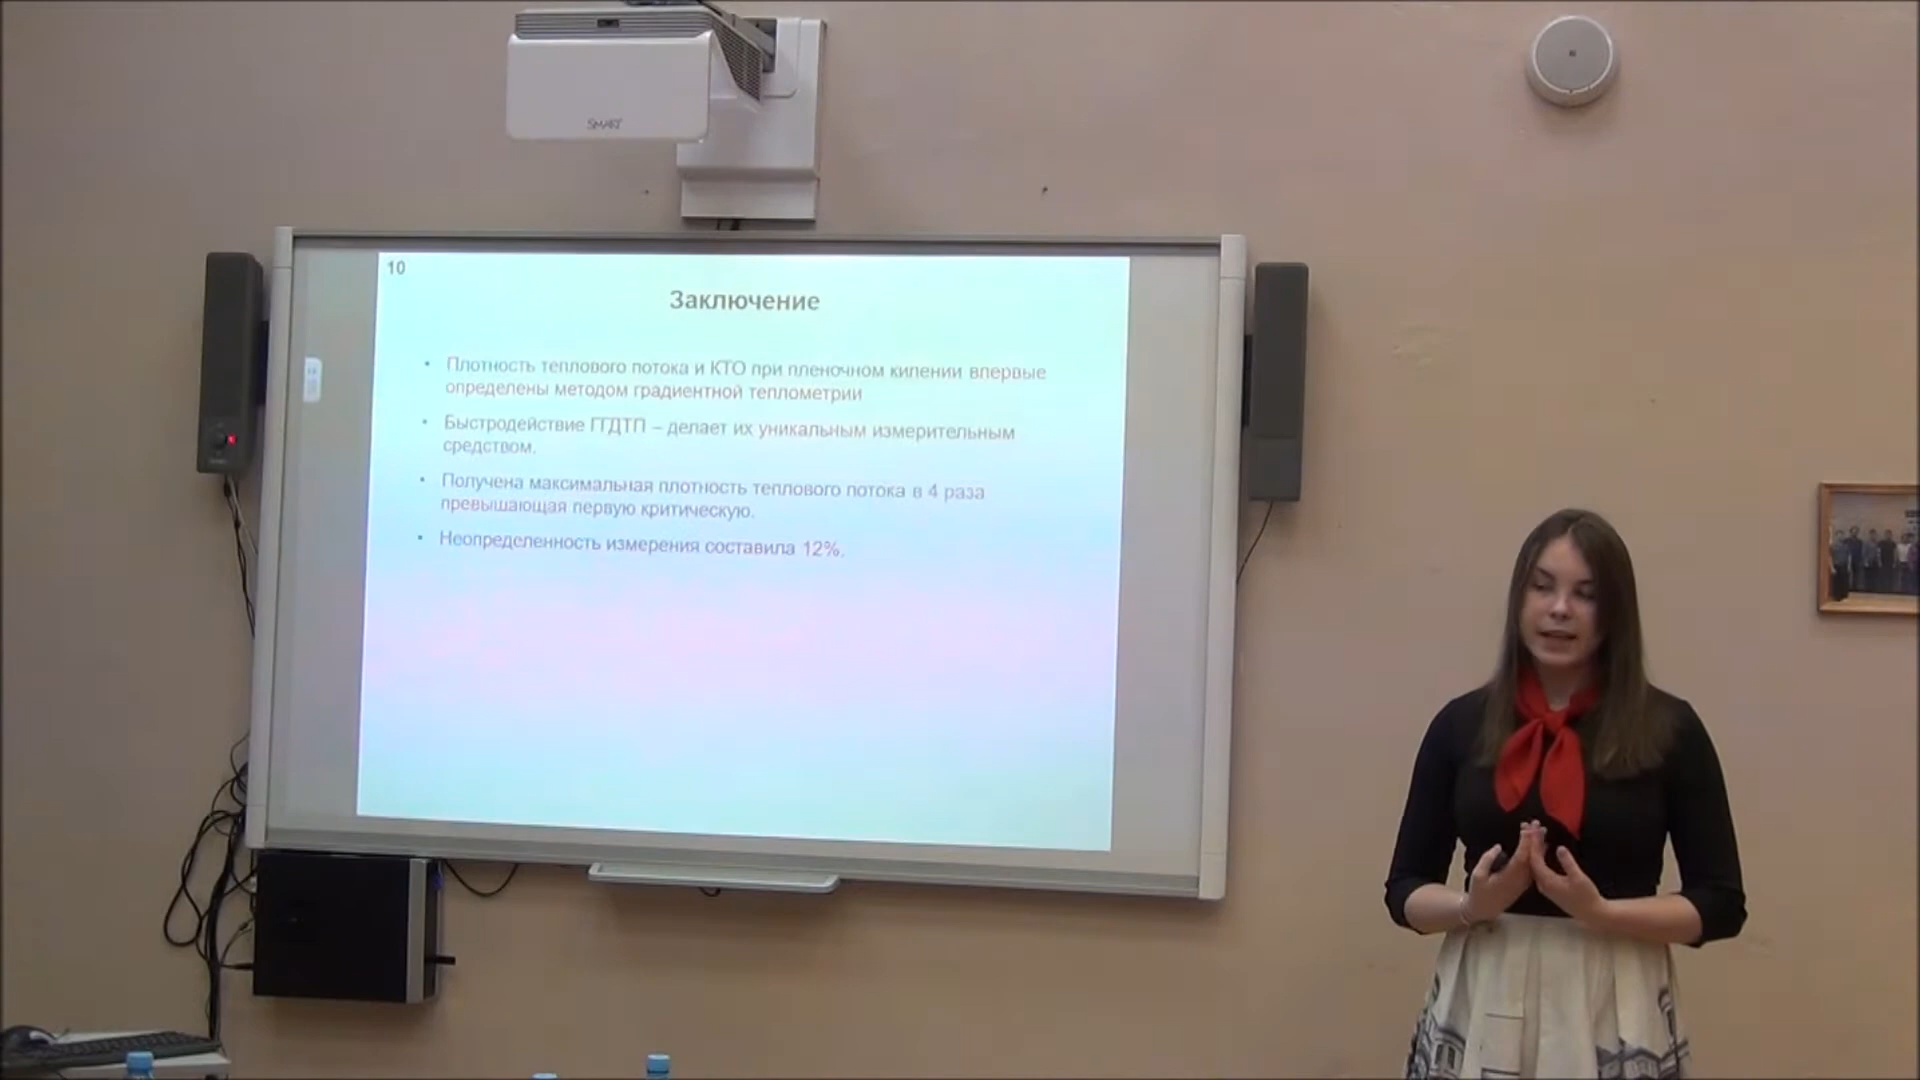 SMART
10
Заключение
• Плотность теплового потока и КТО при пленочном кипении впервые
определены методом градиентной теплометрии
• Быстродействие ГГДТП – делает их уникальным измерительным
средством.
• Получена максимальная плотность теплового потока в 4 раза
превышающая первую критическую.
• Неопределенность измерения составила 12%.